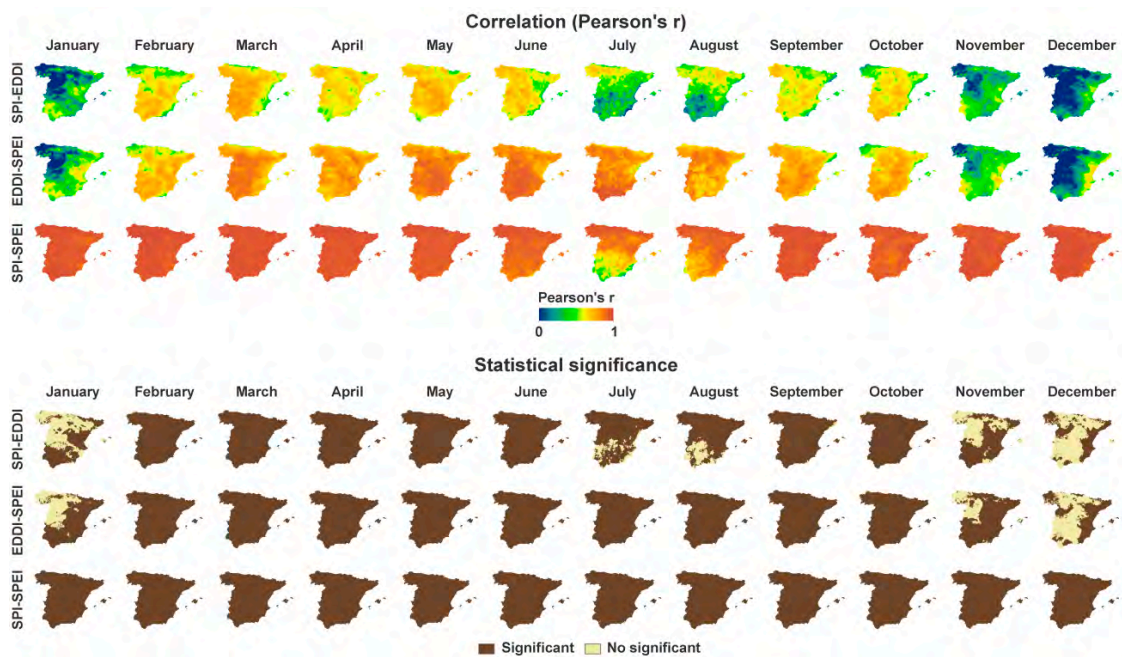 Correlation (Pearson's r)
January February March April May June July August September October November December
SPI-EDDI
EDDI-SPEI
SPI-SPEI
Pearson's r
0 1
Statistical significance
January February March April May June July August September October November December
SPI-EDDI
EDDI-SPEI
SPI-SPEI
Significant No significant